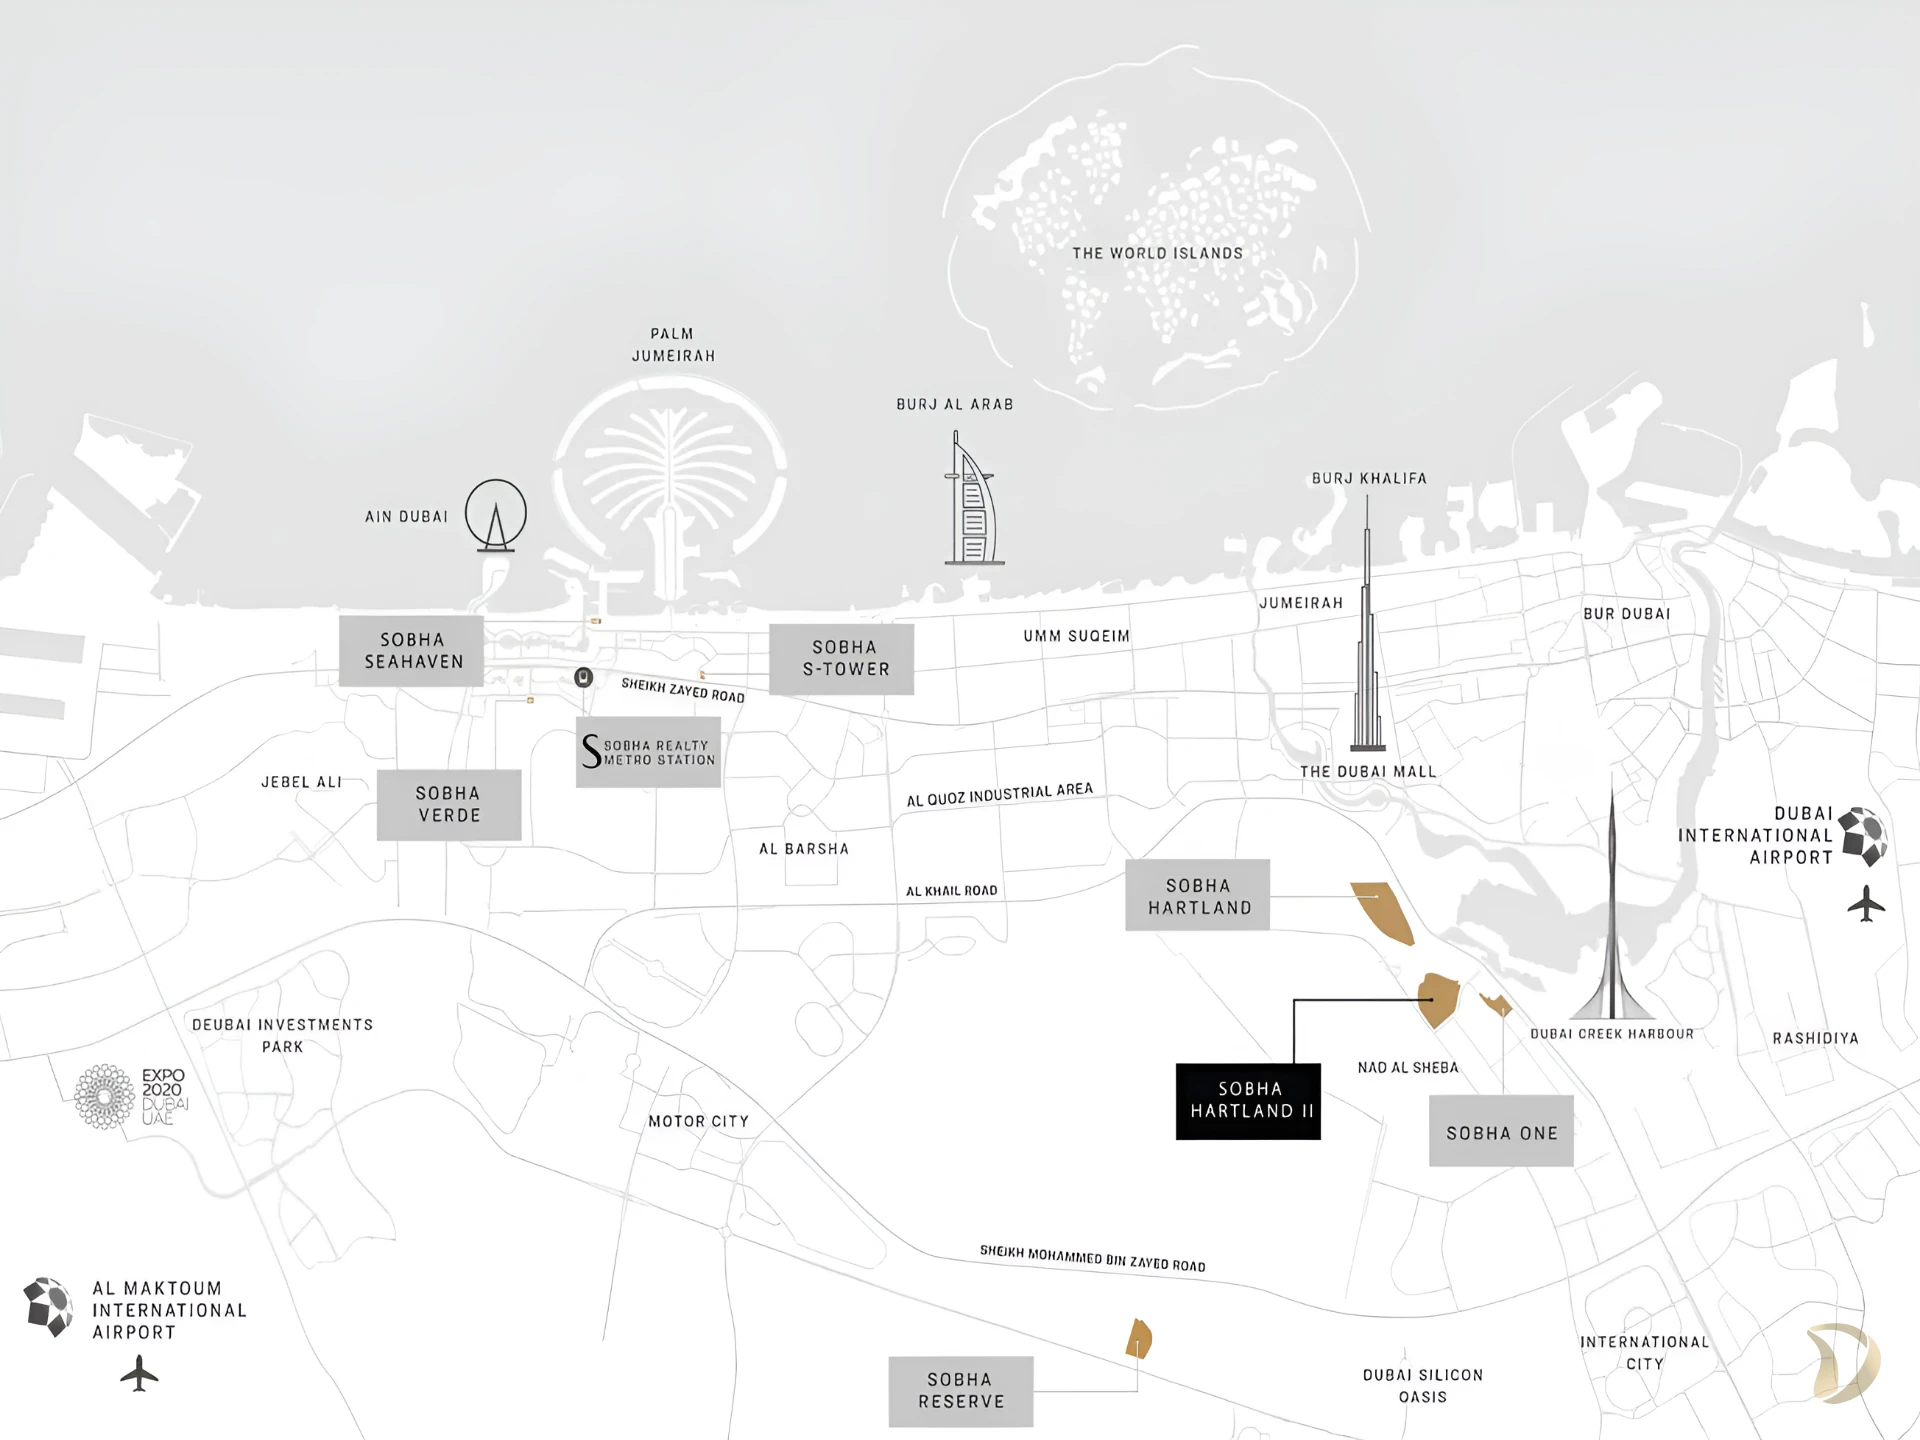 THE WORLD ISLANDS
PALM
JUMEIRAH
BURJ AL ARAB
BURJ KHALIFA
AIN DUBAI
JUMEIRAH
BUR DUBAI
UMM SUQEIM
SOBHA
SEAHAVEN
SOBHA
S-TOWER
SHEIKH ZAYED ROAD
S SOBHA REALTY
METRO STATION
THE DUBAI MALL
JEBEL ALI
SOBHA
VERDE
AL QUOZ INDUSTRIAL AREA
DUBAI
INTERNATIONAL
AIRPORT
AL BARSHA
AL KHAIL ROAD
SOBHA
HARTLAND
DEUBAI INVESTMENTS
PARK
DUBAI CREEK HARBOUR
RASHIDIYA
NAD AL SHEBA
EXPO
2020
DUBAI
UAE
SOBHA
HARTLAND II
MOTOR CITY
SOBHA ONE
SHEIKH MOHAMMED BIN ZAYED ROAD
AL MAKTOUM
INTERNATIONAL
AIRPORT
INTERNATIONAL
CITY
SOBHA
RESERVE
DUBAI SILICON
OASIS